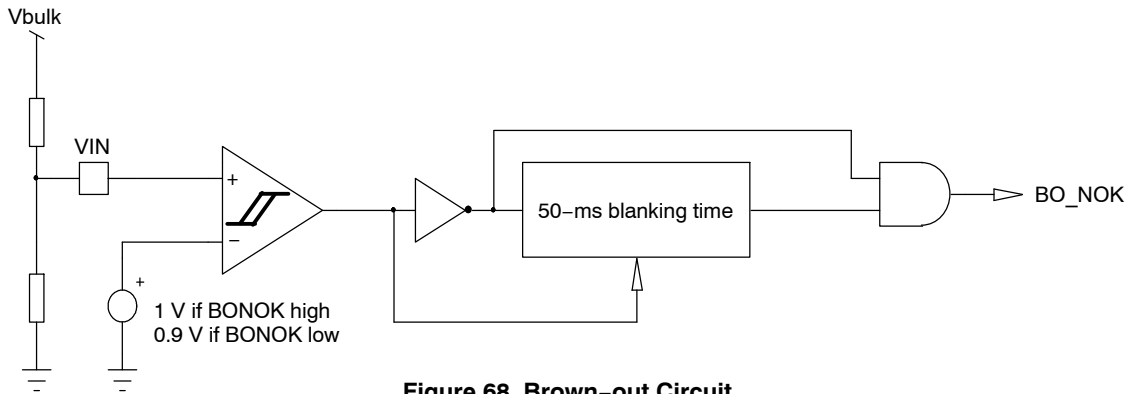 Vbulk
VIN
+
−
+
1 V if BONOK high
0.9 V if BONOK low
50−ms blanking time
BO_NOK
Figure 68. Brown−out Circuit